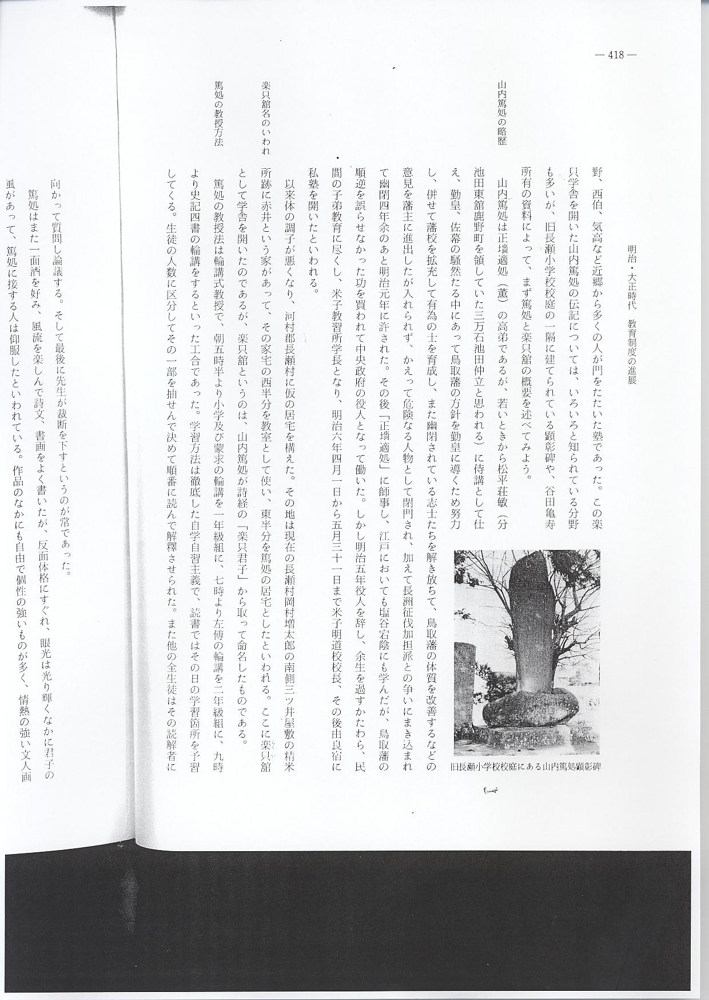 ― 418 ―
明治・大正時代　教育制度の進展
野、西伯、気高など近郷から多くの人が門をたたいた塾であった。この楽
只学舎を開いた山内篤処の伝記については、いろいろと知られている分野
も多いが、旧長瀬小学校校庭の一隅に建てられている顕彰碑や、谷田亀寿
所有の資料によって、まず篤処と楽只舘の概要を述べてみよう。
山内篤処の略歴
山内篤処は正墻適処（薫）の高弟であるが、若いときから松平荘敏（分
池田東舘鹿野町を領していた三万石池田仲立と思われる）に侍講として仕
え、勤皇、佐幕の騒然たる中にあって鳥取藩の方針を勤皇に導くため努力
し、併せて藩校を拡充して有為の士を育成し、また幽閉されている志士たちを解き放ちて、鳥取藩の体質を改善するなどの
意見を藩主に進出したが入れられず、かえって危険なる人物として閉門され、加えて長洲征伐加担派との争いにまき込まれ
て幽閉四年余のあと明治元年に許された。その後「正墻適処」に師事し、江戸においても塩谷宕陰にも学んだが、鳥取藩の
順逆を誤らせなかった功を買われて中央政府の役人となって働いた。しかし明治五年役人を辞し、余生を過すかたわら、民
間の子弟教育に尽くし、米子教習所学長となり、明治六年四月一日から五月三十一日まで米子明道校校長、その後由良宿に
私塾を開いたといわれる。
以来体の調子が悪くなり、河村郡長瀬村に仮の居宅を構えた。その地は現在の長瀬村岡村増太郎の南側三ツ井屋敷の精米
楽只舘名のいわれ
所跡に赤井という家があって、その家宅の西半分を教室として使い、東半分を篤処の居宅としたといわれる。ここに楽只舘
らくし
として学舎を開いたのであるが、楽只舘というのは、山内篤処が詩経の「楽只君子」から取って命名したものである。
篤処の教授方法
篤処の教授法は輪講式教授で、朝五時半より小学及び蒙求の輪講を一年級組に、七時より左傅の輪講を二年級組に、九時
より史記四書の輪講をするといった工合であった。学習方法は徹底した自学自習主義で、読書ではその日の学習箇所を予習
してくる。生徒の人数に区分してその一部を抽せんで決めて順番に読んで解釋させられた。また他の全生徒はその読解者に
旧長瀬小学校校庭にある山内篤処顕彰碑
向かって質問し論議する。そして最後に先生が裁断を下すというのが常であった。
篤処はまた一面酒を好み、風流を楽しんで詩文、書画をよく書いたが、反面体格にすぐれ、眼光は光り輝くなかに君子の
風があって、篤処に接する人は仰服したといわれている。作品のなかにも自由で個性の強いものが多く、情熱の強い文人画